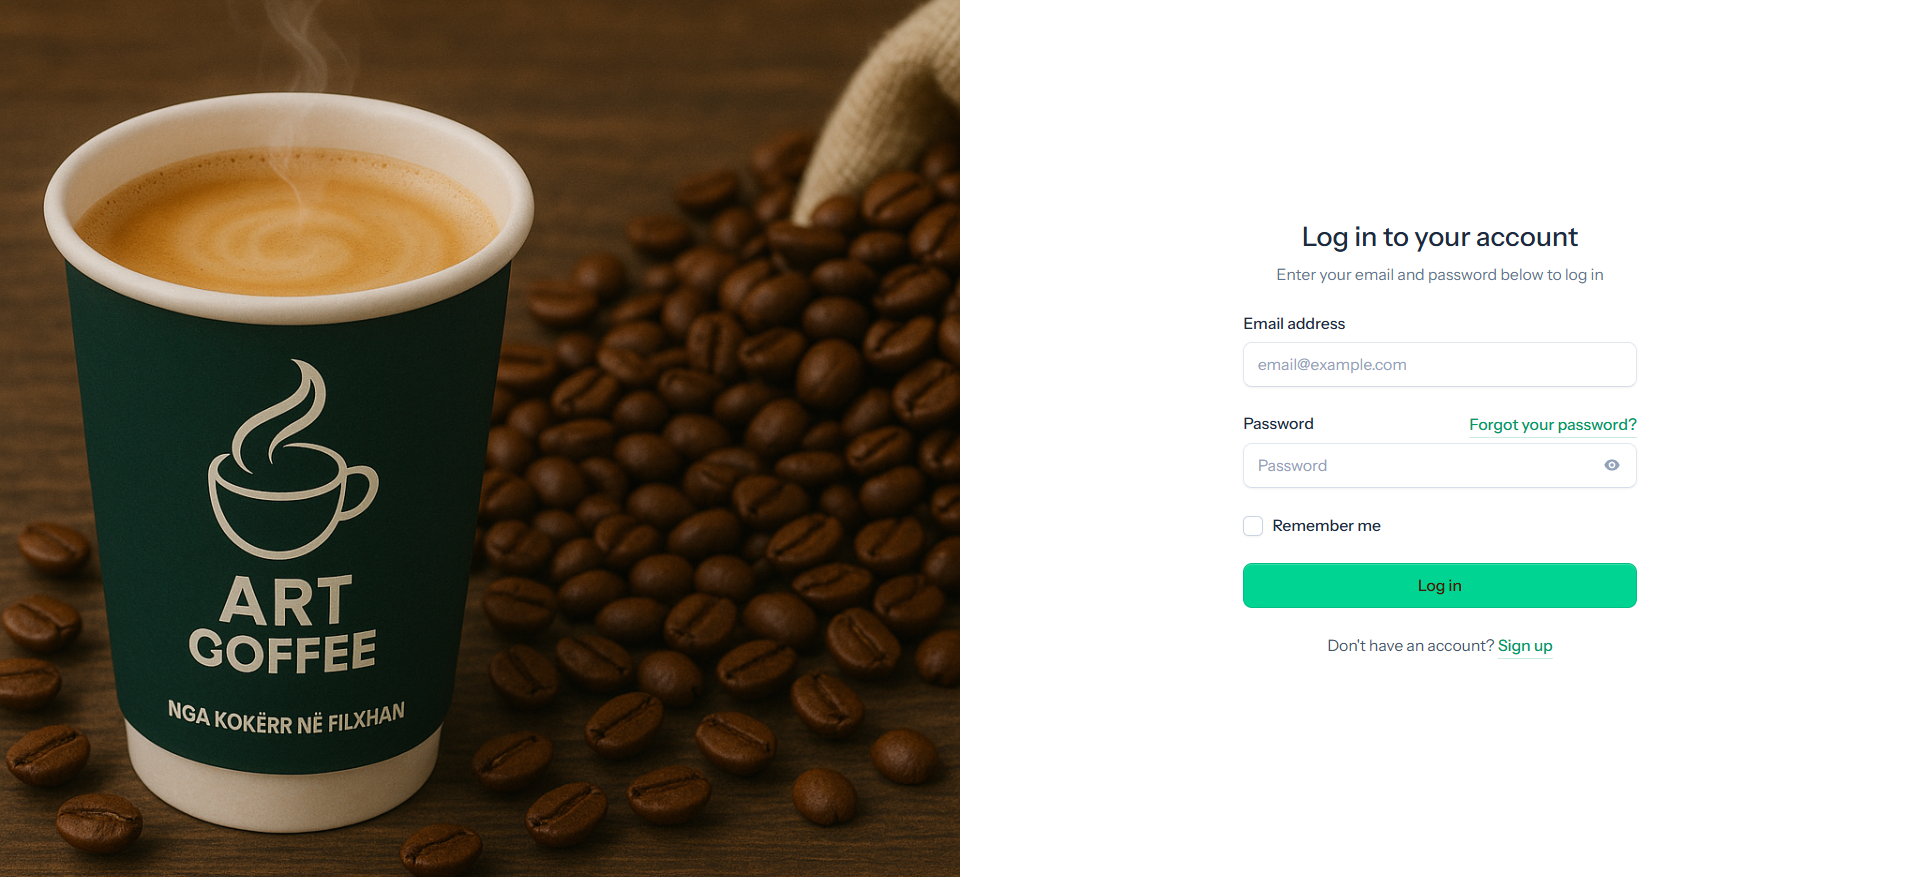 ART
GOFFEE
NGA KOKËRR NË FILXHAN
Log in to your account
Enter your email and password below to log in
Email address
email@example.com
Password
Forgot your password?
Password
Remember me
Log in
Don't have an account? Sign up